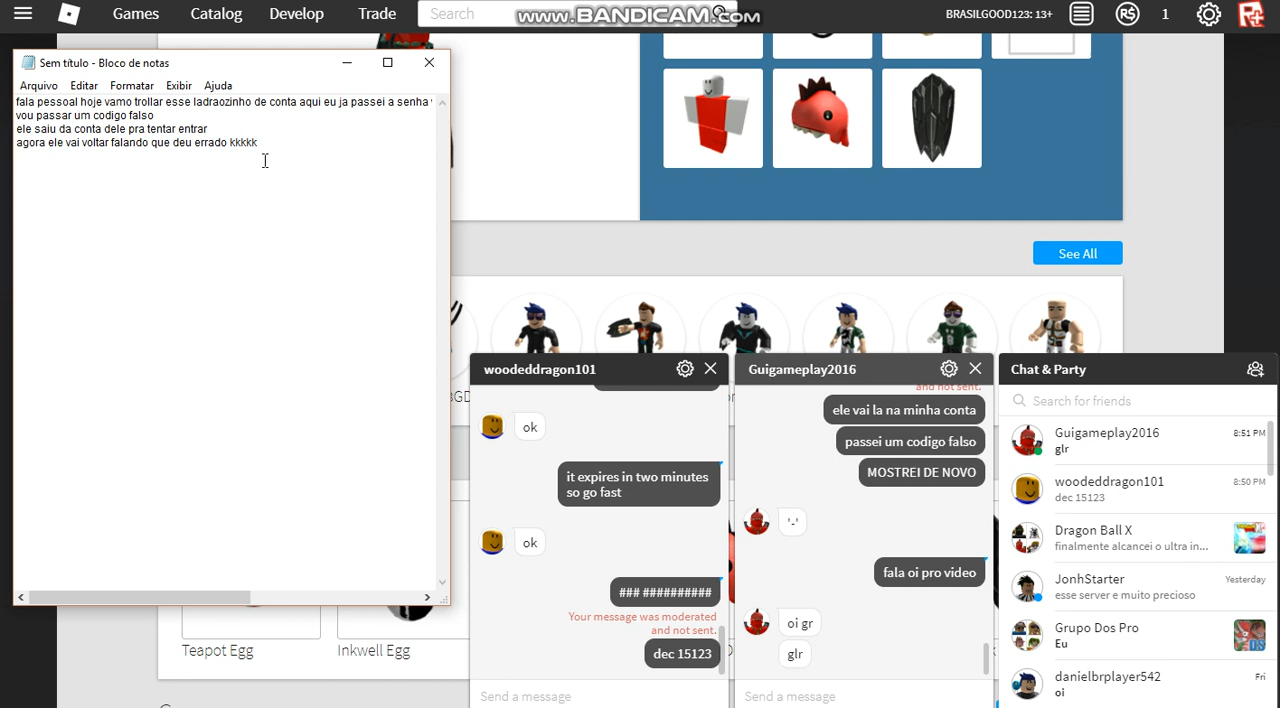 Games
Catalog
Develop
Trade
Search
www.BANDICAM.com
BRASILGOOD123: 13+
R$
1
Sem título - Bloco de notas
Arquivo
Editar
Formatar
Exibir
Ajuda
fala pessoal hoje vamo trollar esse ladraozinho de conta aqui eu ja passei a senha
vou passar um codigo falso
ele saiu da conta dele pra tentar entrar
agora ele vai voltar falando que deu errado kkkkk
See All
Teapot Egg
Inkwell Egg
woodeddragon101
ok
it expires in two minutes
so go fast
ok
### ##########
Your message was moderated
and not sent.
dec 15123
Send a message
Guigameplay2016
and not sent.
ele vai la na minha conta
passei um codigo falso
MOSTREI DE NOVO
'-'
fala oi pro video
oi gr
glr
Send a message
Chat & Party
Search for friends
Guigameplay2016
8:51 PM
glr
woodeddragon101
8:50 PM
dec 15123
Dragon Ball X
finalmente alcancei o ultra in...
JonhStarter
Yesterday
esse server e muito precioso
Grupo Dos Pro
Eu
danielbrplayer542
Fri
oi